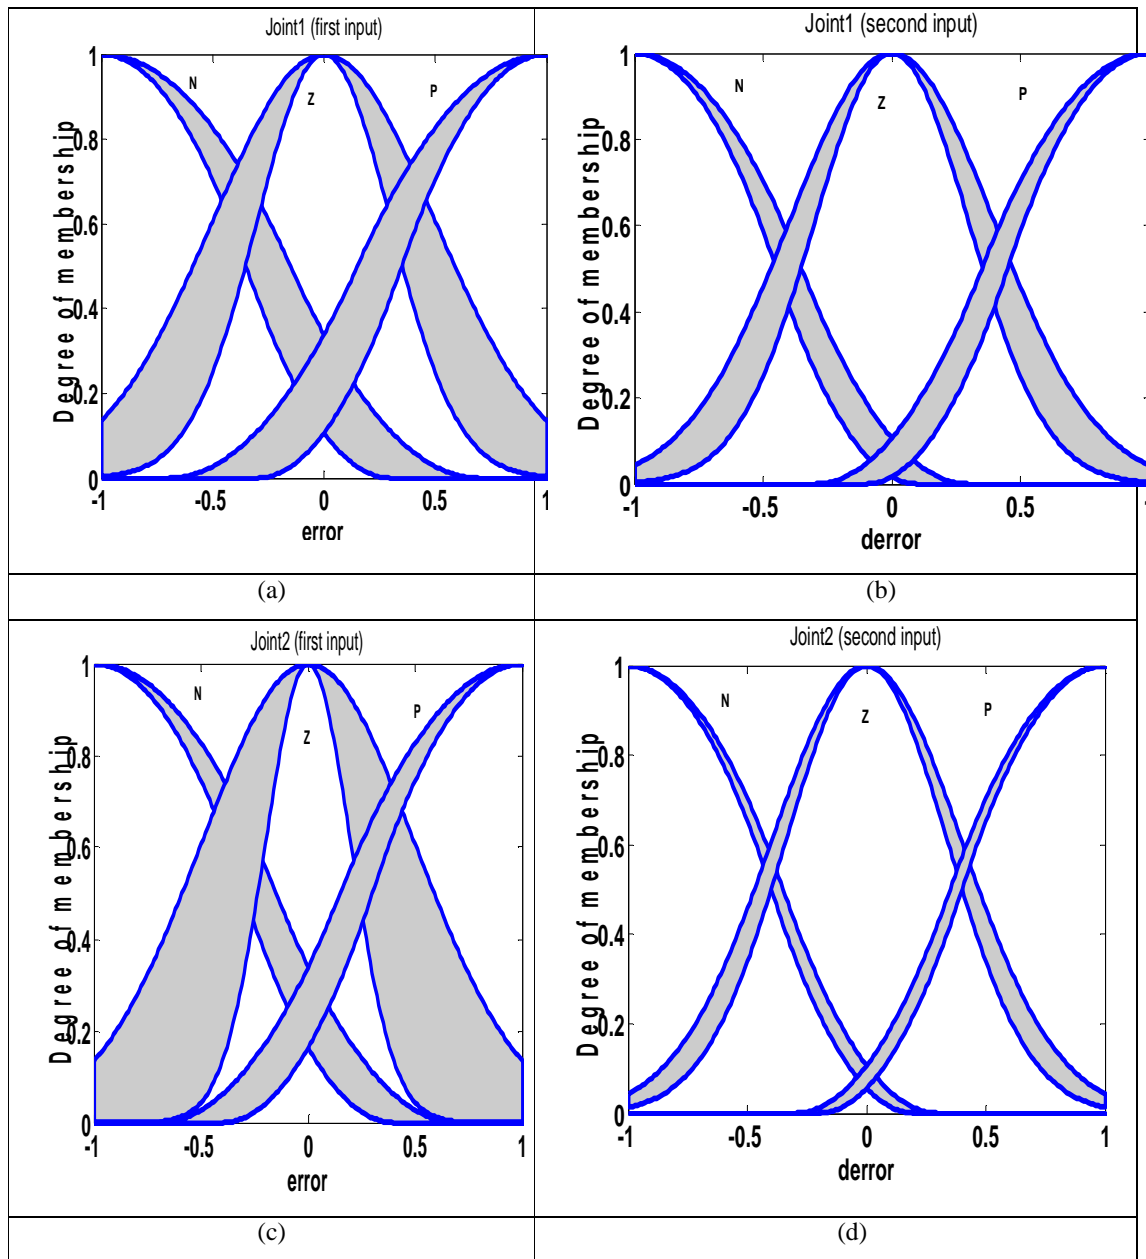 Joint1 (first input)
1
0.8
0.6
0.4
0.2
0
-1
-0.5
0
0.5
1
Degree of membership
error
N
Z
P
(a)
Joint1 (second input)
1
0.8
0.6
0.4
0.2
0
-1
-0.5
0
0.5
1
Degree of membership
derror
N
Z
P
(b)
Joint2 (first input)
1
0.8
0.6
0.4
0.2
0
-1
-0.5
0
0.5
1
Degree of membership
error
N
Z
P
(c)
Joint2 (second input)
1
0.8
0.6
0.4
0.2
0
-1
-0.5
0
0.5
1
Degree of membership
derror
N
Z
P
(d)